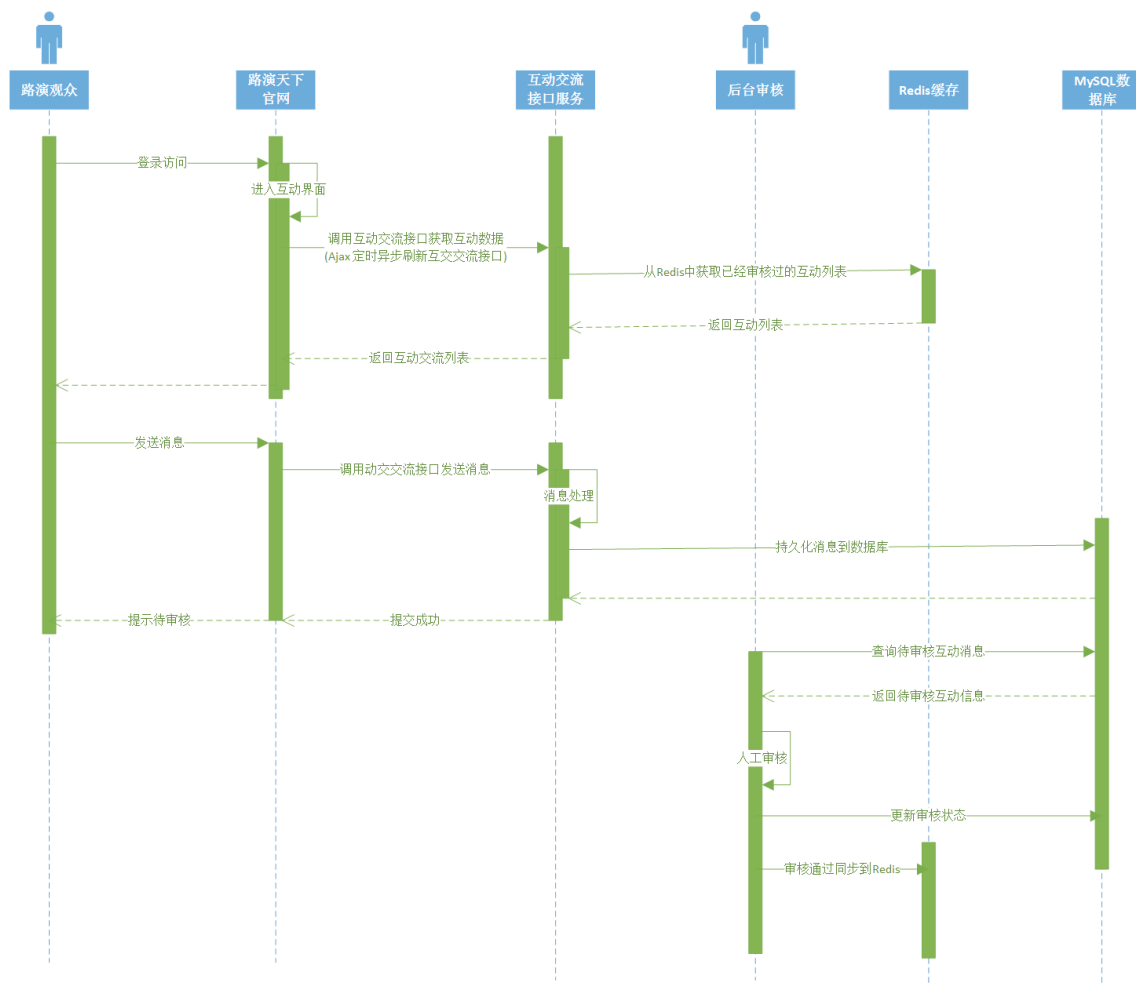 路演观众
路演天下
官网
互动交流
接口服务
后台审核
Redis缓存
MySQL数
据库
登录访问
进入互动界面
调用互动交流接口获取互动数据
(Ajax 定时异步刷新互交交流接口)
从Redis中获取已经审核过的互动列表
返回互动列表
返回互动交流列表
发送消息
调用动交交流接口发送消息
消息处理
持久化消息到数据库
提示待审核
提交成功
查询待审核互动消息
返回待审核互动信息
人工审核
更新审核状态
审核通过同步到Redis